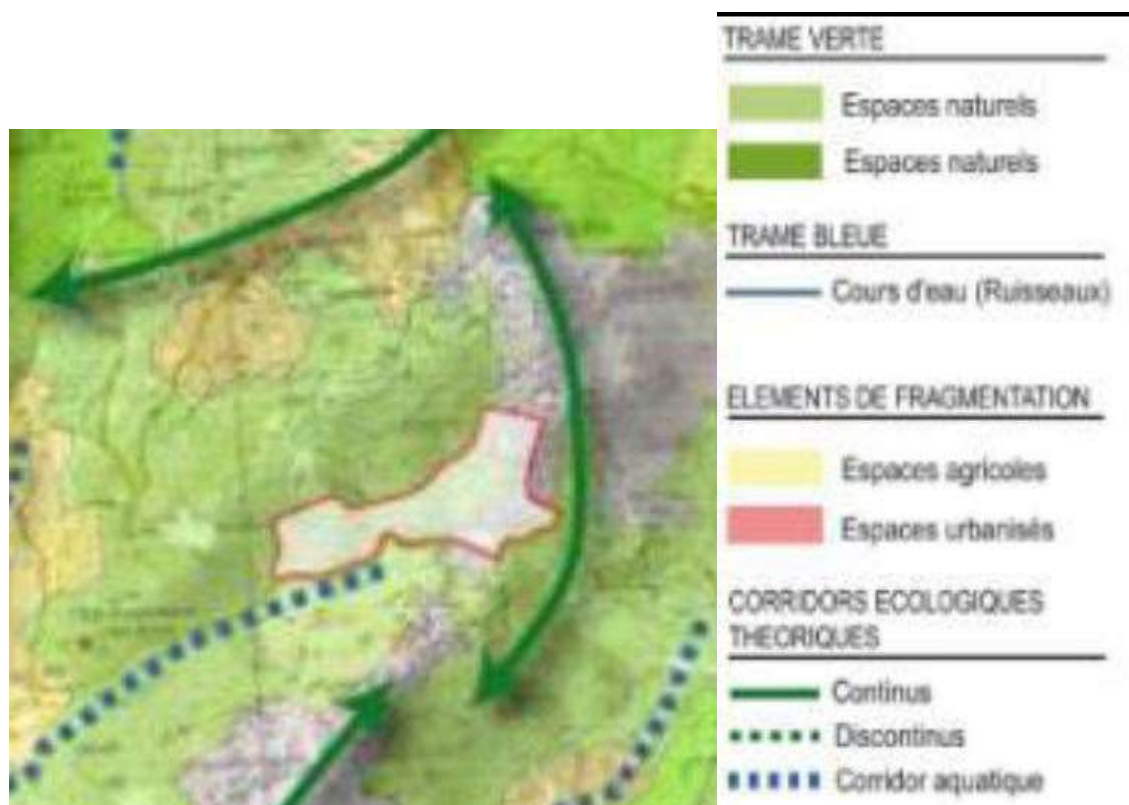 TRAME VERTE
Espaces naturels
Espaces naturels
TRAME BLEUE
Cours d'eau (Ruisseaux)
ELEMENTS DE FRAGMENTATION
Espaces agricoles
Espaces urbanisés
CORRIDORS ECOLOGIQUES
THEORIQUES
Continus
Discontinus
Corridor aquatique